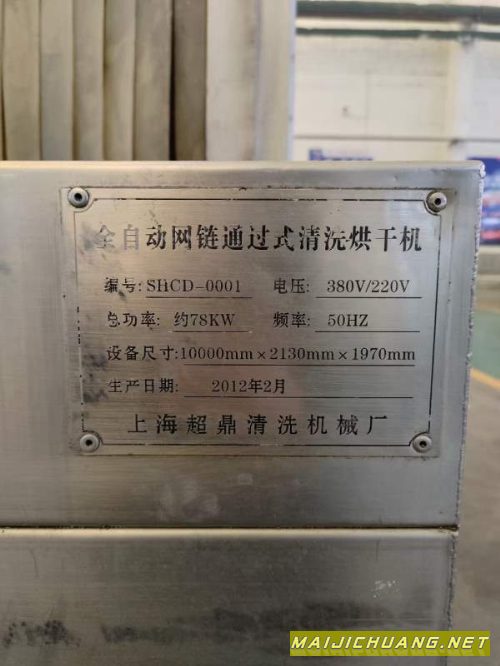 全自动网链通过式清洗烘干机
编号: SHCD-0001 电压: 380V/220V
总功率: 约78KW 频率: 50HZ
设备尺寸:10000mm×2130mm×1970mm
生产日期: 2012年2月
上海超鼎清洗机械厂
MAIJICHUANG.NET